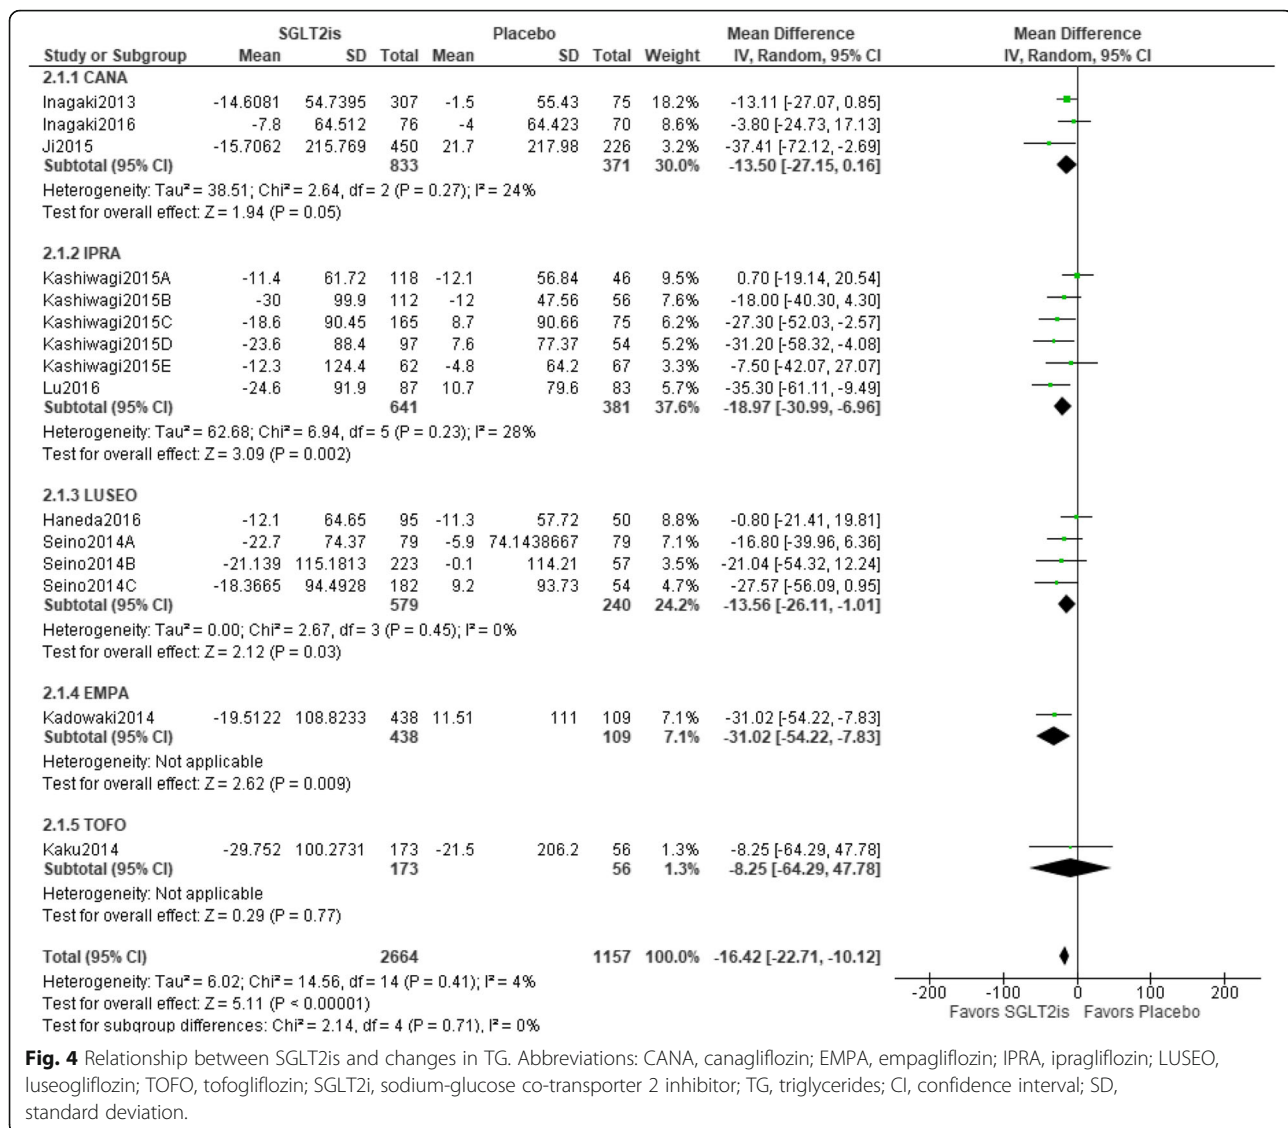 SGLT2is Placebo Mean Difference Mean Difference
Study or Subgroup Mean SD Total Mean SD Total Weight IV, Random, 95% CI IV, Random, 95% CI
2.1.1 CANA
Inagaki2013 -14.6081 54.7395 307 -1.5 55.43 75 18.2% -13.11 [-27.07, 0.85]
Inagaki2016 -7.8 64.512 76 -4 64.423 70 8.6% -3.80 [-24.73, 17.13]
Ji2015 -15.7062 215.769 450 21.7 217.98 226 3.2% -37.41 [-72.12, -2.69]
Subtotal (95% CI) 833 371 30.0% -13.50 [-27.15, 0.16]
Heterogeneity: Tau² = 38.51; Chi² = 2.64, df = 2 (P = 0.27); I² = 24%
Test for overall effect: Z = 1.94 (P = 0.05)
2.1.2 IPRA
Kashiwagi2015A -11.4 61.72 118 -12.1 56.84 46 9.5% 0.70 [-19.14, 20.54]
Kashiwagi2015B -30 99.9 112 -12 47.56 56 7.6% -18.00 [-40.30, 4.30]
Kashiwagi2015C -18.6 90.45 165 8.7 90.66 75 6.2% -27.30 [-52.03, -2.57]
Kashiwagi2015D -23.6 88.4 97 7.6 77.37 54 5.2% -31.20 [-58.32, -4.08]
Kashiwagi2015E -12.3 124.4 62 -4.8 64.2 67 3.3% -7.50 [-42.07, 27.07]
Lu2016 -24.6 91.9 87 10.7 79.6 83 5.7% -35.30 [-61.11, -9.49]
Subtotal (95% CI) 641 381 37.6% -18.97 [-30.99, -6.96]
Heterogeneity: Tau² = 62.68; Chi² = 6.94, df = 5 (P = 0.23); I² = 28%
Test for overall effect: Z = 3.09 (P = 0.002)
2.1.3 LUSEO
Haneda2016 -12.1 64.65 95 -11.3 57.72 50 8.8% -0.80 [-21.41, 19.81]
Seino2014A -22.7 74.37 79 -5.9 74.1438667 79 7.1% -16.80 [-39.96, 6.36]
Seino2014B -21.139 115.1813 223 -0.1 114.21 57 3.5% -21.04 [-54.32, 12.24]
Seino2014C -18.3665 94.4928 182 9.2 93.73 54 4.7% -27.57 [-56.09, 0.95]
Subtotal (95% CI) 579 240 24.2% -13.56 [-26.11, -1.01]
Heterogeneity: Tau² = 0.00; Chi² = 2.67, df = 3 (P = 0.45); I² = 0%
Test for overall effect: Z = 2.12 (P = 0.03)
2.1.4 EMPA
Kadowaki2014 -19.5122 108.8233 438 11.51 111 109 7.1% -31.02 [-54.22, -7.83]
Subtotal (95% CI) 438 109 7.1% -31.02 [-54.22, -7.83]
Heterogeneity: Not applicable
Test for overall effect: Z = 2.62 (P = 0.009)
2.1.5 TOFO
Kaku2014 -29.752 100.2731 173 -21.5 206.2 56 1.3% -8.25 [-64.29, 47.78]
Subtotal (95% CI) 173 56 1.3% -8.25 [-64.29, 47.78]
Heterogeneity: Not applicable
Test for overall effect: Z = 0.29 (P = 0.77)
Total (95% CI) 2664 1157 100.0% -16.42 [-22.71, -10.12]
Heterogeneity: Tau² = 6.02; Chi² = 14.56, df = 14 (P = 0.41); I² = 4%
Test for overall effect: Z = 5.11 (P < 0.00001)
Test for subgroup differences: Chi² = 2.14, df = 4 (P = 0.71), I² = 0%
-200 -100 0 100 200
Favors SGLT2is Favors Placebo
Fig. 4 Relationship between SGLT2is and changes in TG. Abbreviations: CANA, canagliflozin; EMPA, empagliflozin; IPRA, ipragliflozin; LUSEO,
luseogliflozin; TOFO, tofogliflozin; SGLT2i, sodium-glucose co-transporter 2 inhibitor; TG, triglycerides; CI, confidence interval; SD,
standard deviation.